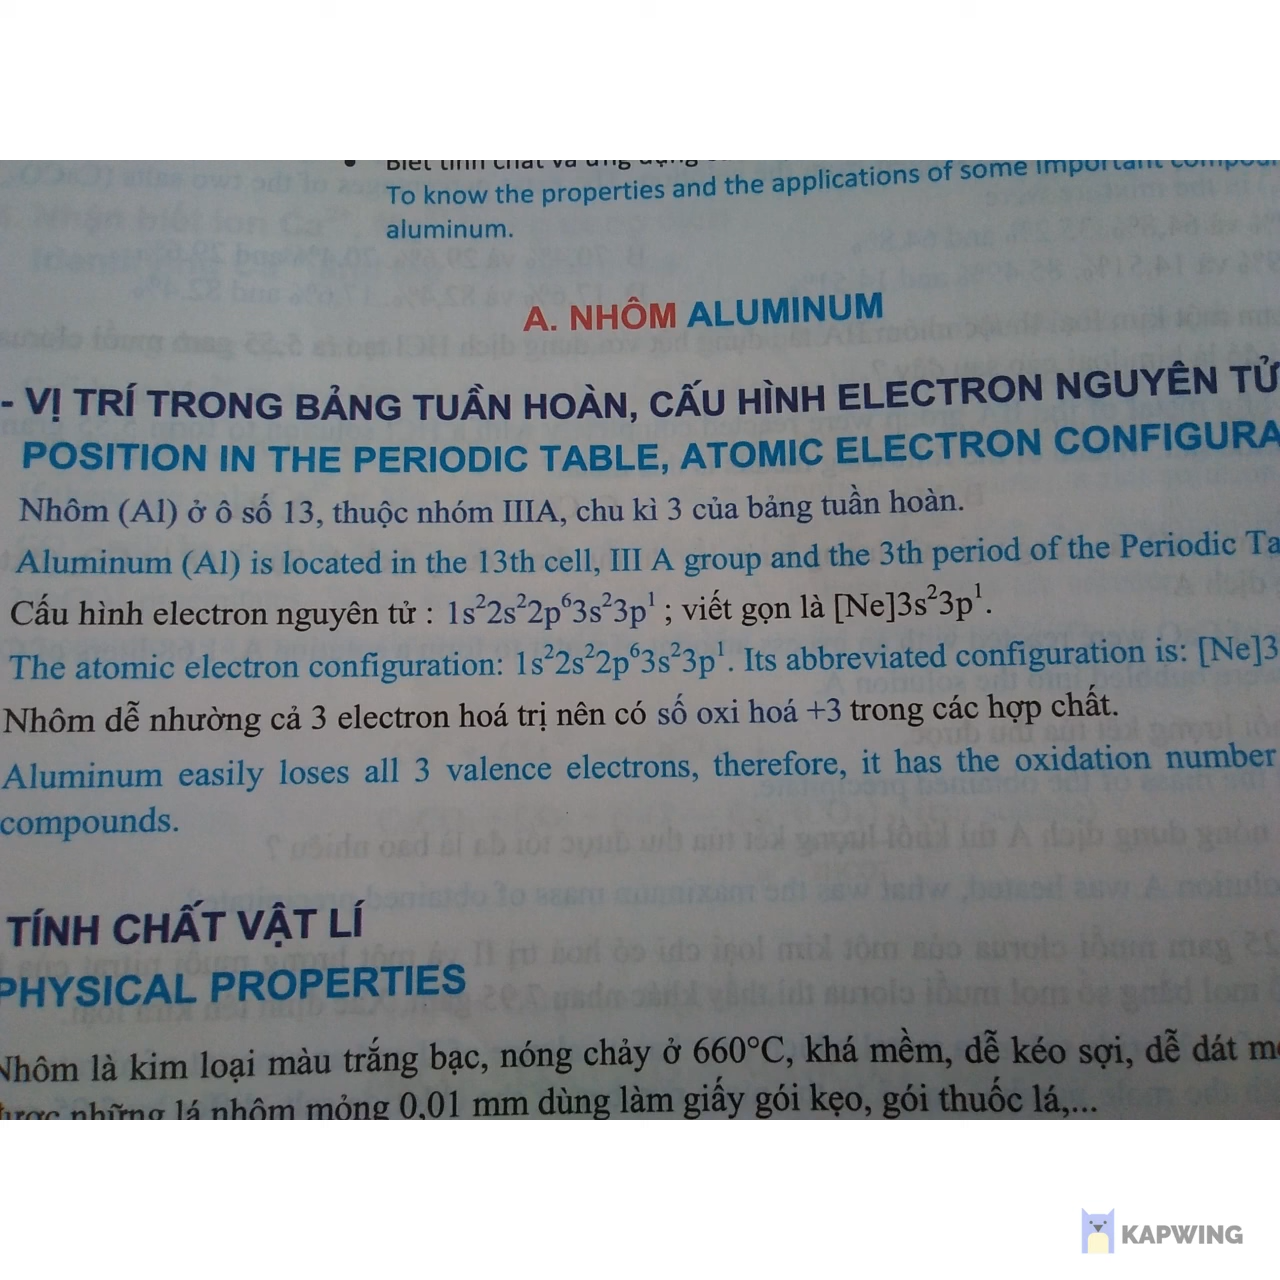 Biết tính chất và ứng dụng
To know the properties and the applications of some important
aluminum.
A. NHÔM ALUMINUM
- VỊ TRÍ TRONG BẢNG TUẦN HOÀN, CẤU HÌNH ELECTRON NGUYÊN TỬ
POSITION IN THE PERIODIC TABLE, ATOMIC ELECTRON CONFIGURA
Nhôm (Al) ở ô số 13, thuộc nhóm IIIA, chu kì 3 của bảng tuần hoàn.
Aluminum (Al) is located in the 13th cell, III A group and the 3th period of the Periodic Ta
Cấu hình electron nguyên tử : 1s²2s²2p⁶3s²3p¹ ; viết gọn là [Ne]3s²3p¹.
The atomic electron configuration: 1s²2s²2p⁶3s²3p¹. Its abbreviated configuration is: [Ne]3
Nhôm dễ nhường cả 3 electron hoá trị nên có số oxi hoá +3 trong các hợp chất.
Aluminum easily loses all 3 valence electrons, therefore, it has the oxidation number
compounds.
TÍNH CHẤT VẬT LÍ
PHYSICAL PROPERTIES
Nhôm là kim loại màu trắng bạc, nóng chảy ở 660°C, khá mềm, dễ kéo sợi, dễ dát
được những lá nhôm mỏng 0,01 mm dùng làm giấy gói kẹo, gói thuốc lá,...
KAPWING